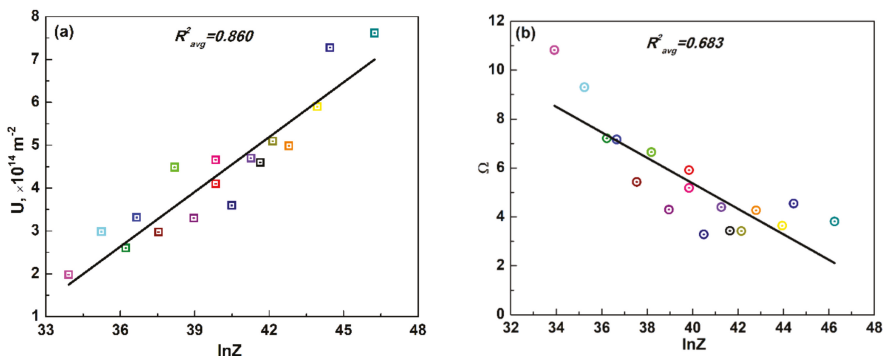 (a)
R²avg=0.860
8
7
6
5
4
3
2
1
U, ×10¹⁴ m⁻²
33 36 39 42 45 48
lnZ
(b)
R²avg=0.683
12
10
8
6
4
2
0
Ω
32 34 36 38 40 42 44 46 48
lnZ